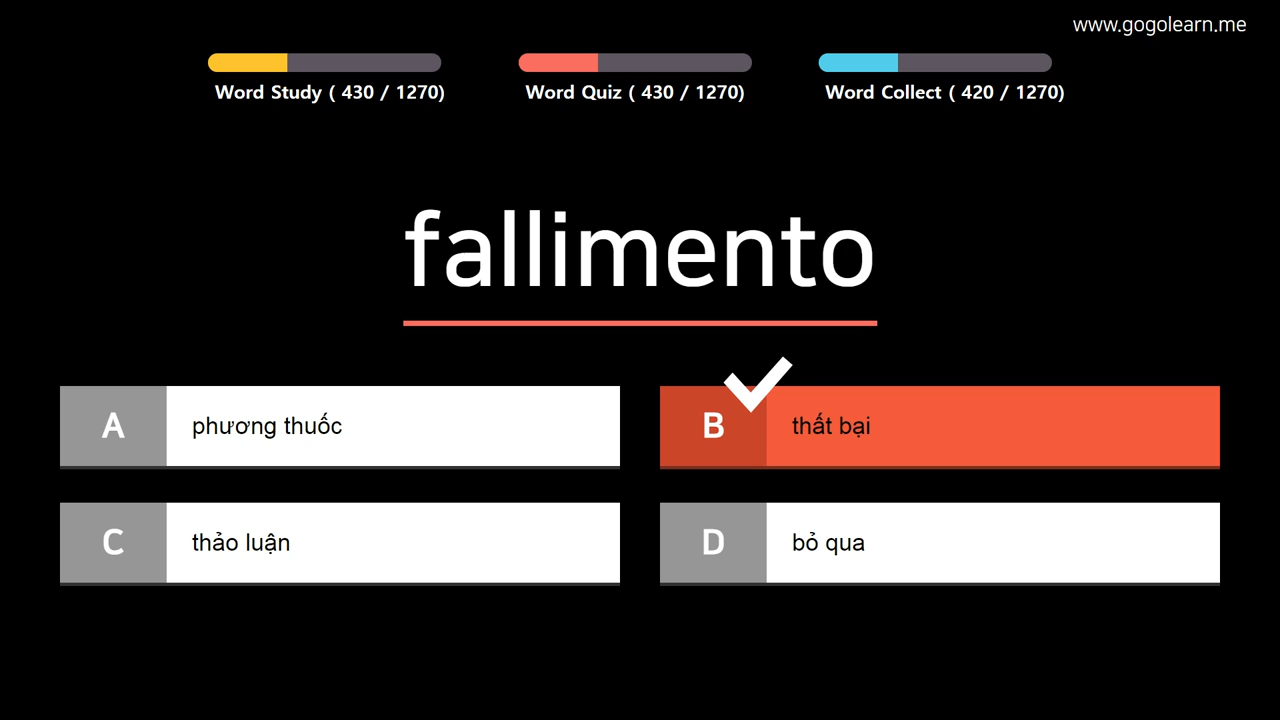 www.gogolearn.me
Word Study ( 430 / 1270)
Word Quiz ( 430 / 1270)
Word Collect ( 420 / 1270)
fallimento
A phương thuốc
B thất bại
C thảo luận
D bỏ qua